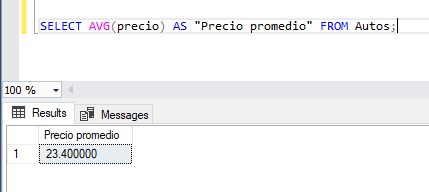 SELECT AVG(precio) AS "Precio promedio" FROM Autos;
100 %
Results Messages
Precio promedio
1 23.400000